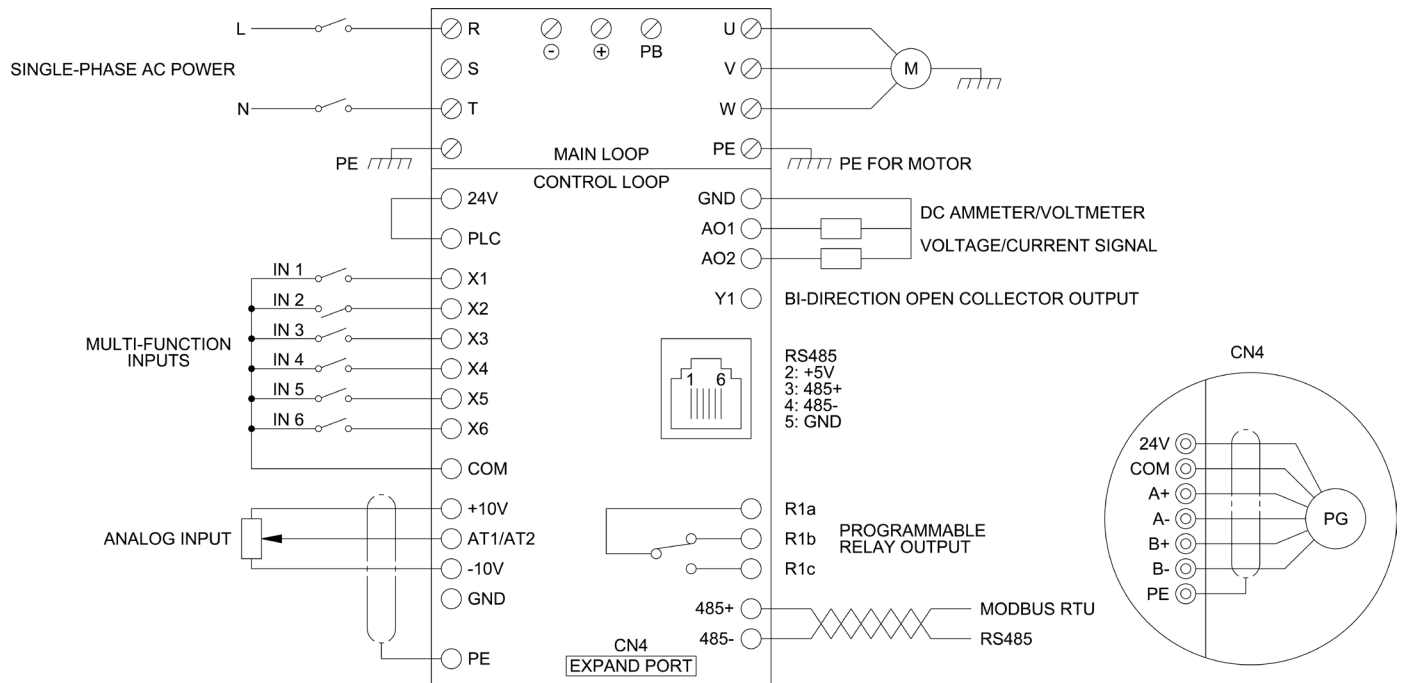 L
R
⊖
⊕
PB
U
SINGLE-PHASE AC POWER
S
V
M
N
T
W
PE
MAIN LOOP
PE
PE FOR MOTOR
CONTROL LOOP
24V
PLC
GND
AO1
AO2
DC AMMETER/VOLTMETER
VOLTAGE/CURRENT SIGNAL
Y1
BI-DIRECTION OPEN COLLECTOR OUTPUT
MULTI-FUNCTION
INPUTS
IN 1
X1
IN 2
X2
IN 3
X3
IN 4
X4
IN 5
X5
IN 6
X6
COM
1 6
RS485
2: +5V
3: 485+
4: 485-
5: GND
ANALOG INPUT
+10V
AT1/AT2
-10V
GND
PE
R1a
R1b
R1c
PROGRAMMABLE
RELAY OUTPUT
485+
485-
MODBUS RTU
RS485
CN4
EXPAND PORT
CN4
24V
COM
A+
A-
B+
B-
PE
PG